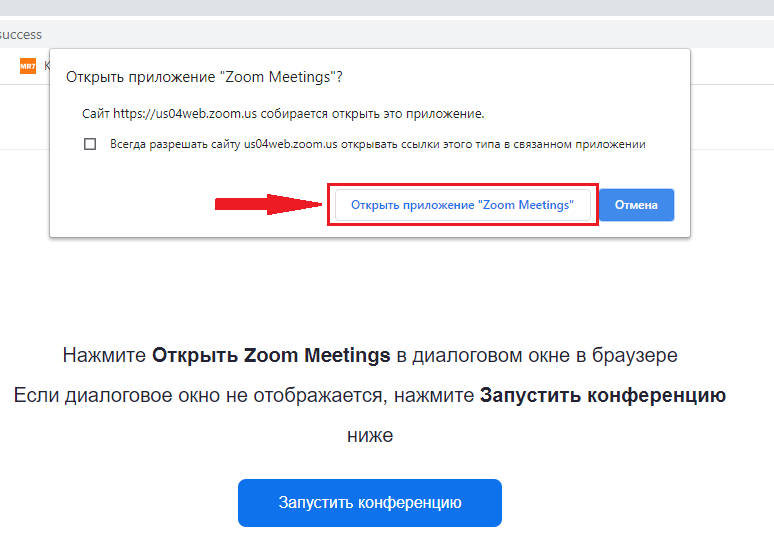 success
MR7 К
Открыть приложение "Zoom Meetings"?
Сайт https://us04web.zoom.us собирается открыть это приложение.
Всегда разрешать сайту us04web.zoom.us открывать ссылки этого типа в связанном приложении
Открыть приложение "Zoom Meetings" Отмена
Нажмите Открыть Zoom Meetings в диалоговом окне в браузере
Если диалоговое окно не отображается, нажмите Запустить конференцию
ниже
Запустить конференцию